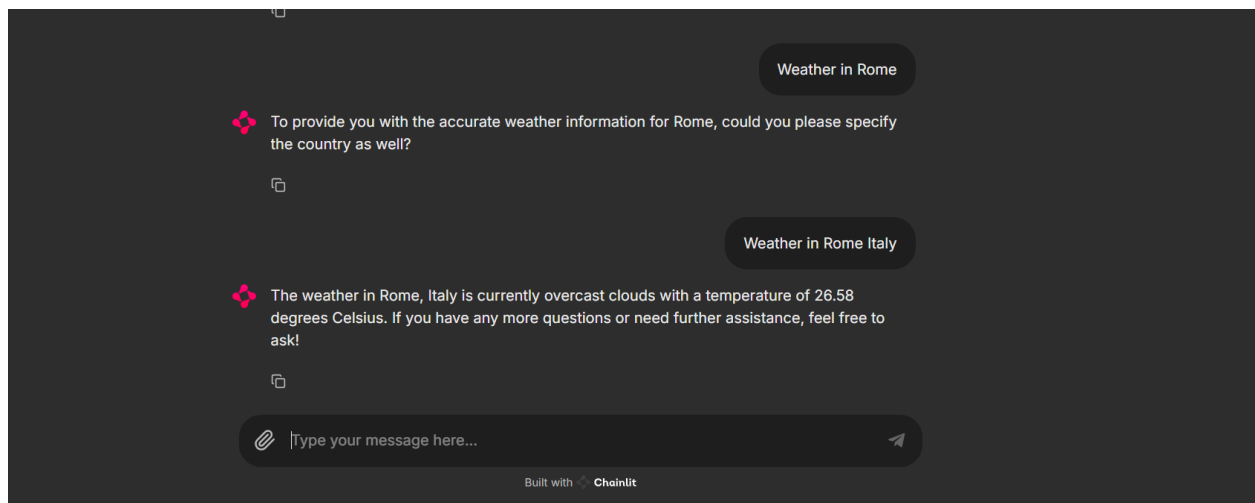 Weather in Rome
To provide you with the accurate weather information for Rome, could you please specify
the country as well?
Weather in Rome Italy
The weather in Rome, Italy is currently overcast clouds with a temperature of 26.58
degrees Celsius. If you have any more questions or need further assistance, feel free to
ask!
Type your message here...
Built with Chainlit